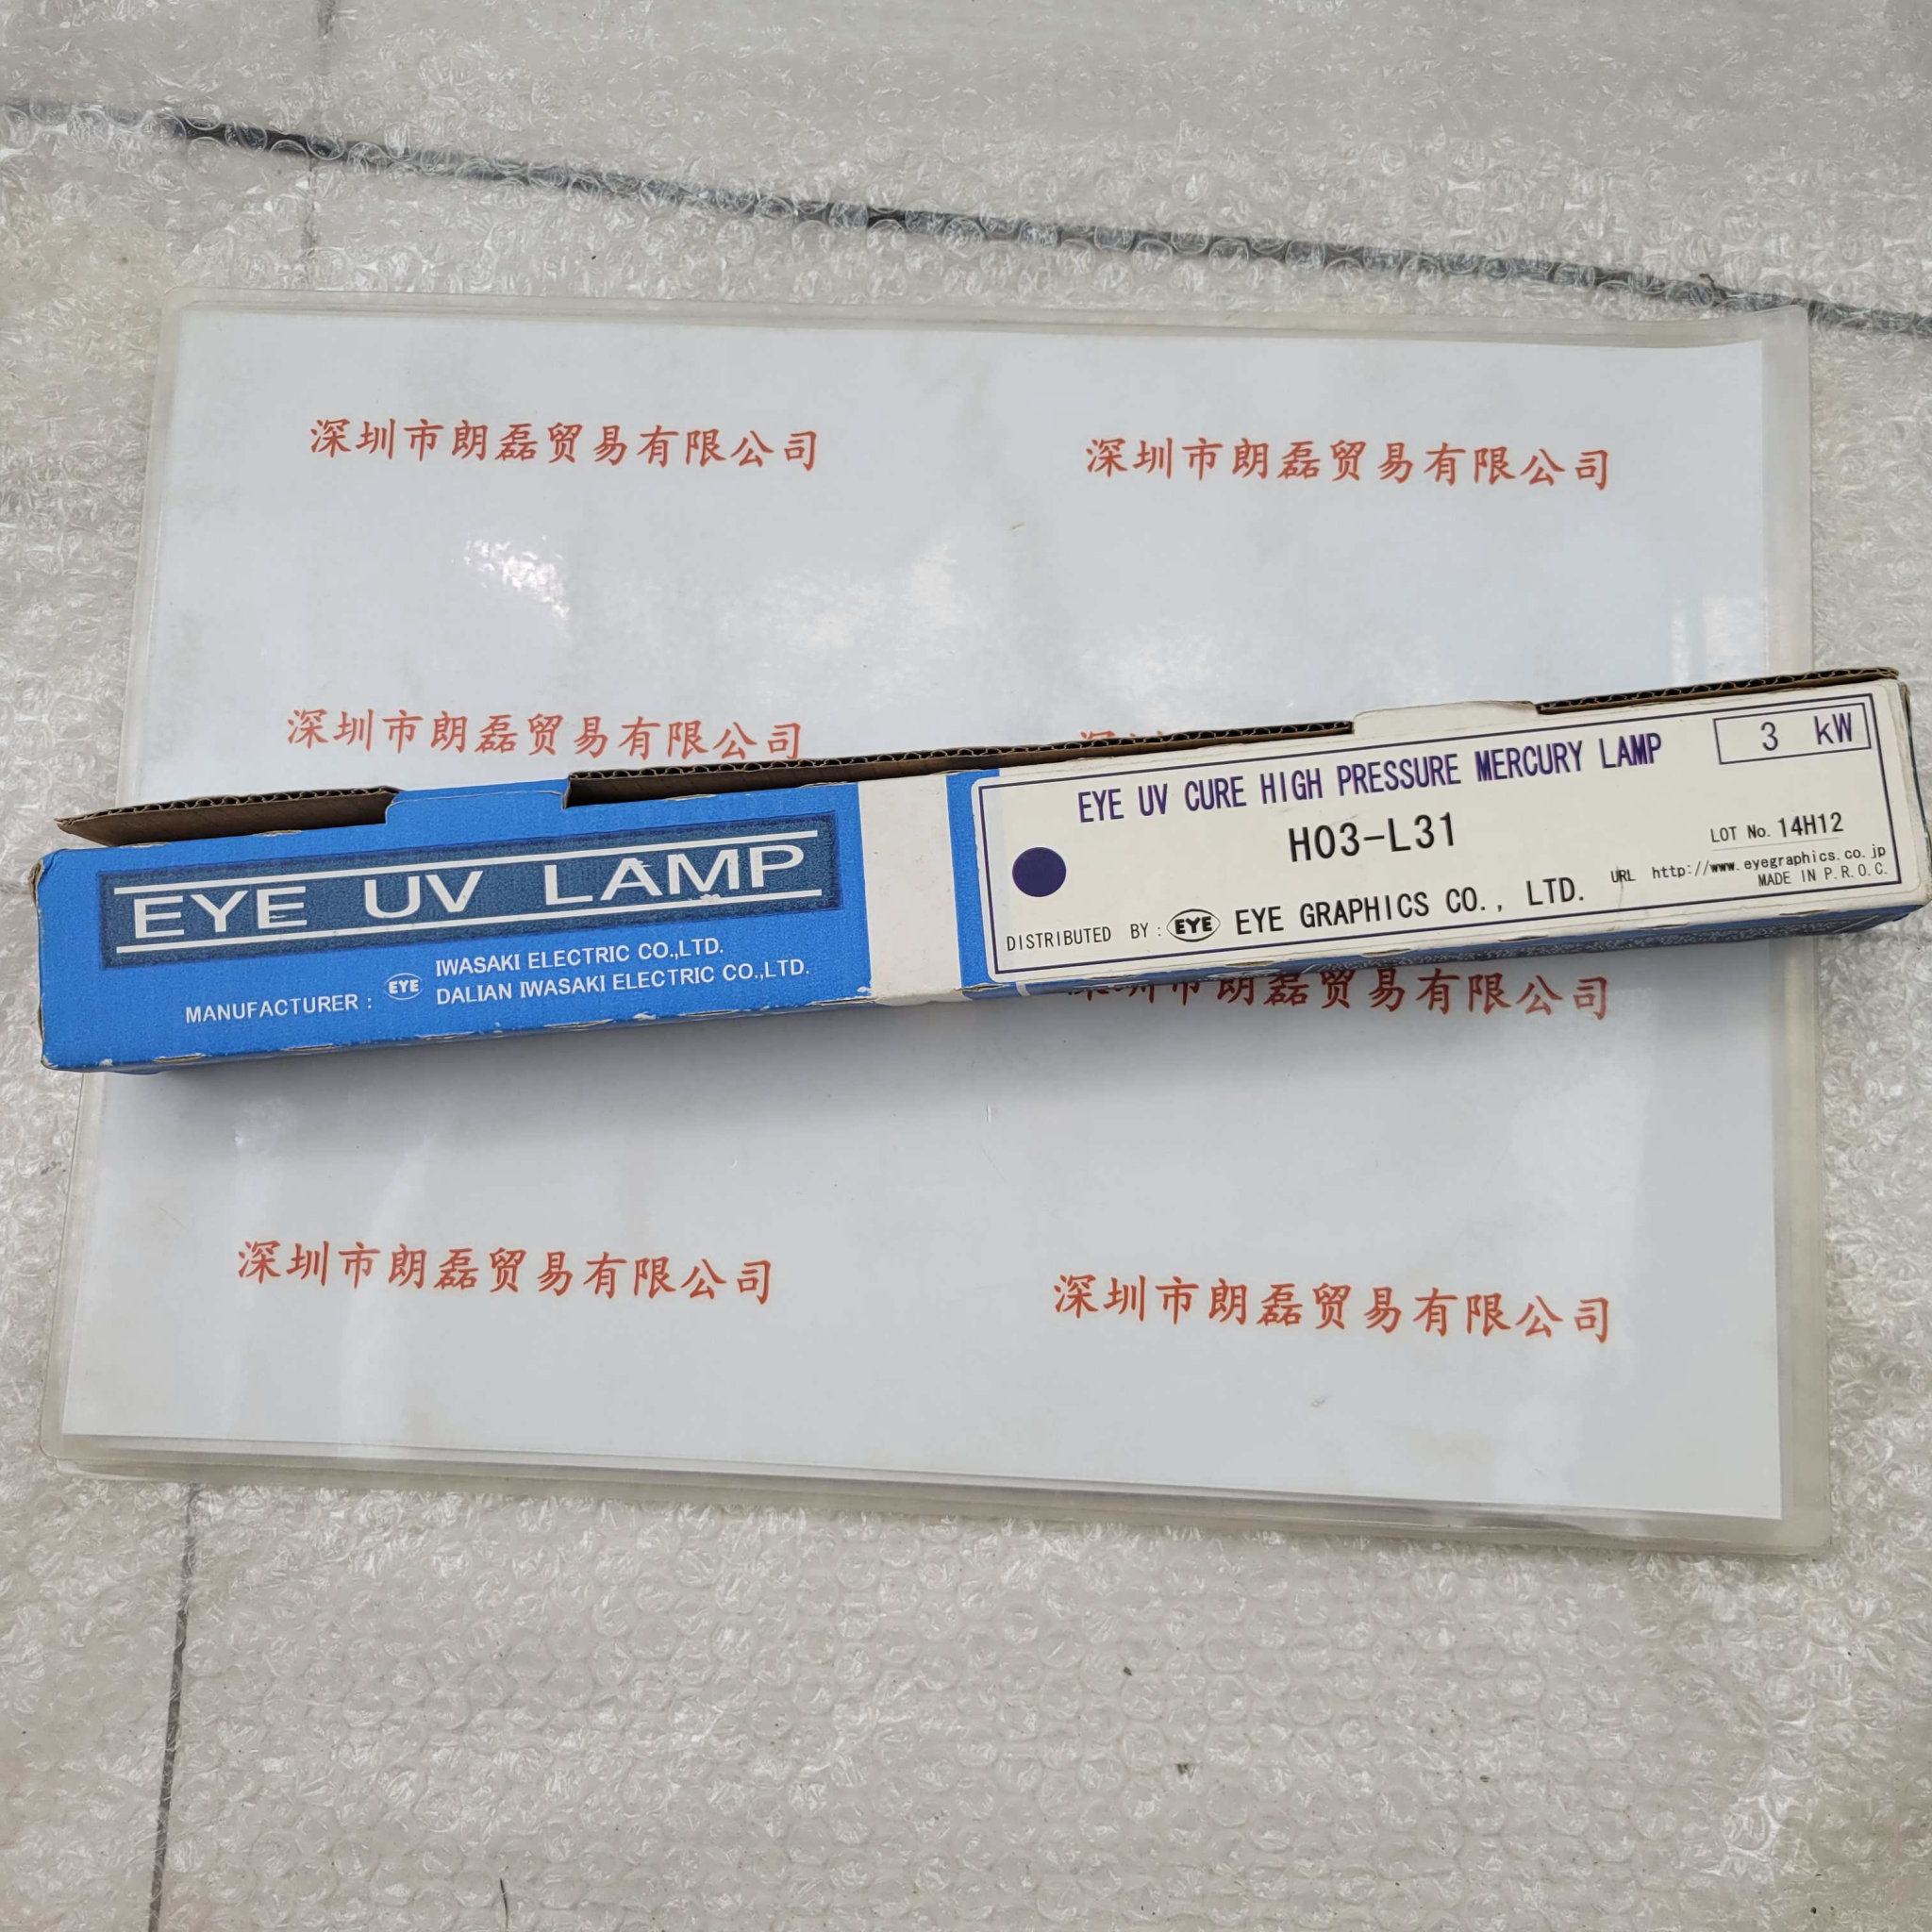 深圳市朗磊贸易有限公司
深圳市朗磊贸易有限公司
深圳市朗磊贸易有限公司
EYE UV LAMP
MANUFACTURER : EYE IWASAKI ELECTRIC CO.,LTD.
DALIAN IWASAKI ELECTRIC CO.,LTD.
EYE UV CURE HIGH PRESSURE MERCURY LAMP
3 kW
H03-L31
LOT No. 14H12
URL http://www.eyegraphics.co.jp
MADE IN P.R.O.C.
DISTRIBUTED BY : EYE EYE GRAPHICS CO., LTD.
深圳市朗磊贸易有限公司
深圳市朗磊贸易有限公司
深圳市朗磊贸易有限公司